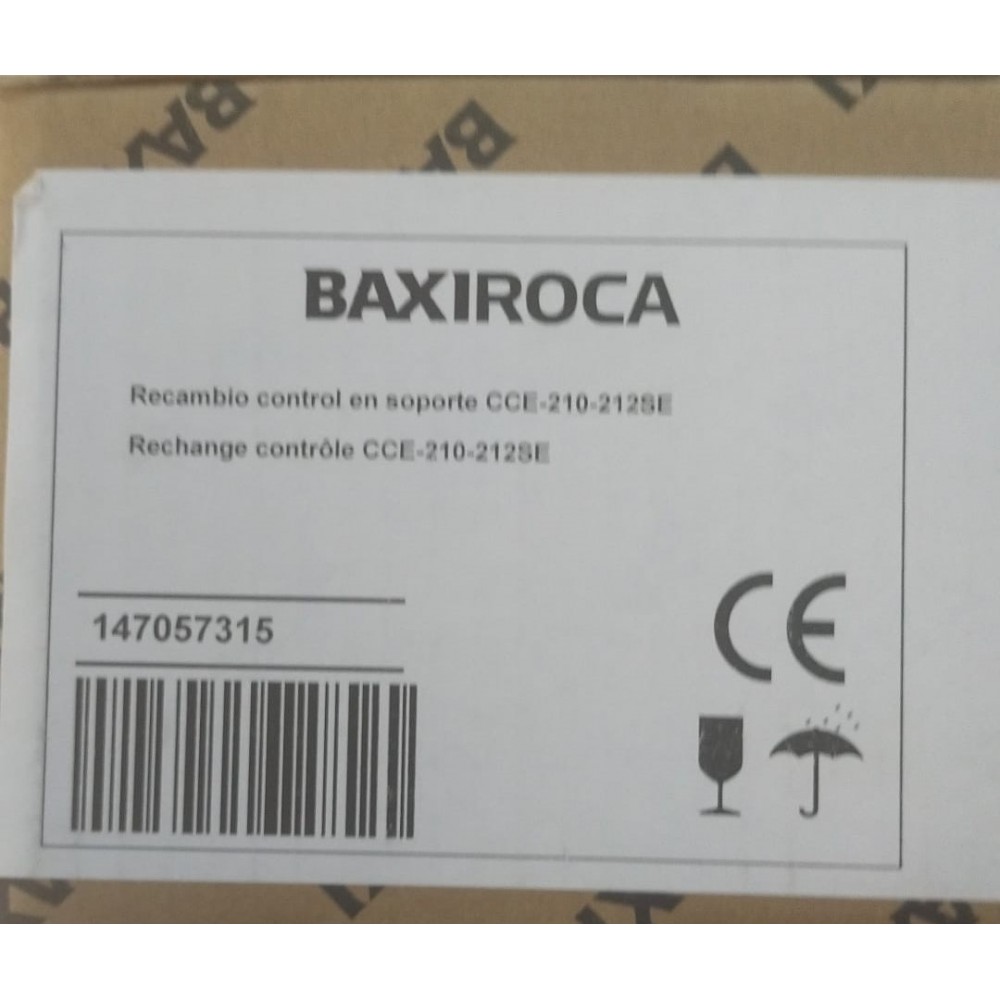 BAXIROCA
Recambio control en soporte CCE-210-212SE
Rechange contrôle CCE-210-212SE
147057315
CE